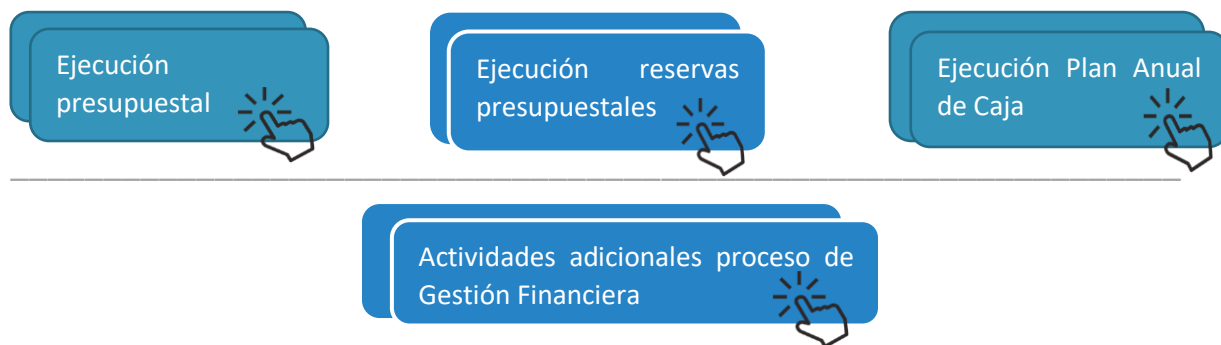 Ejecución
presupuestal
Ejecución reservas
presupuestales
Ejecución Plan Anual
de Caja
Actividades adicionales proceso de
Gestión Financiera